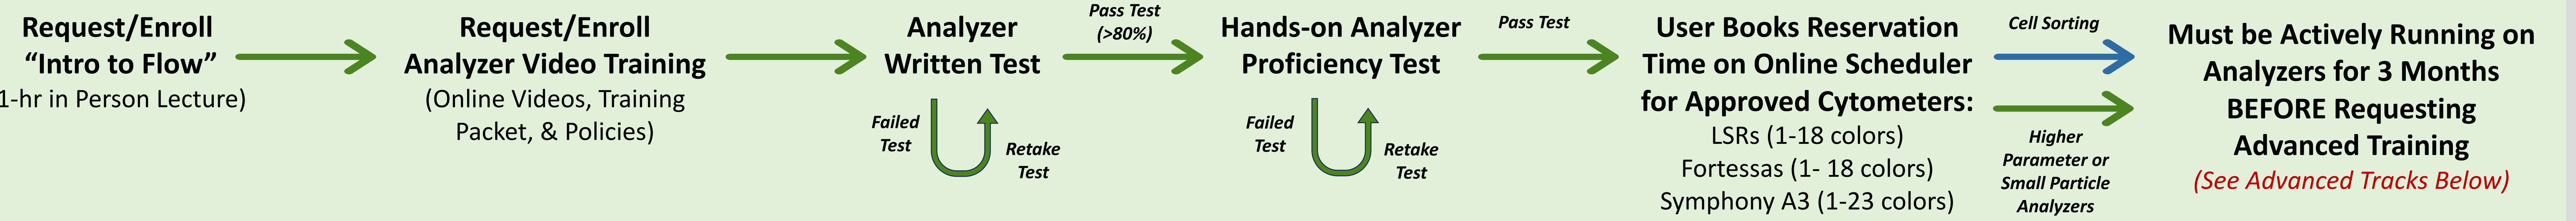 Request/Enroll
“Intro to Flow”
1-hr in Person Lecture)
Request/Enroll
Analyzer Video Training
(Online Videos, Training
Packet, & Policies)
Analyzer
Written Test
Failed
Test
Retake
Test
Pass Test
(>80%)
Hands-on Analyzer
Proficiency Test
Failed
Test
Retake
Test
Pass Test
User Books Reservation
Time on Online Scheduler
for Approved Cytometers:
LSRs (1-18 colors)
Fortessas (1- 18 colors)
Symphony A3 (1-23 colors)
Cell Sorting
Higher
Parameter or
Small Particle
Analyzers
Must be Actively Running on
Analyzers for 3 Months
BEFORE Requesting
Advanced Training
(See Advanced Tracks Below)